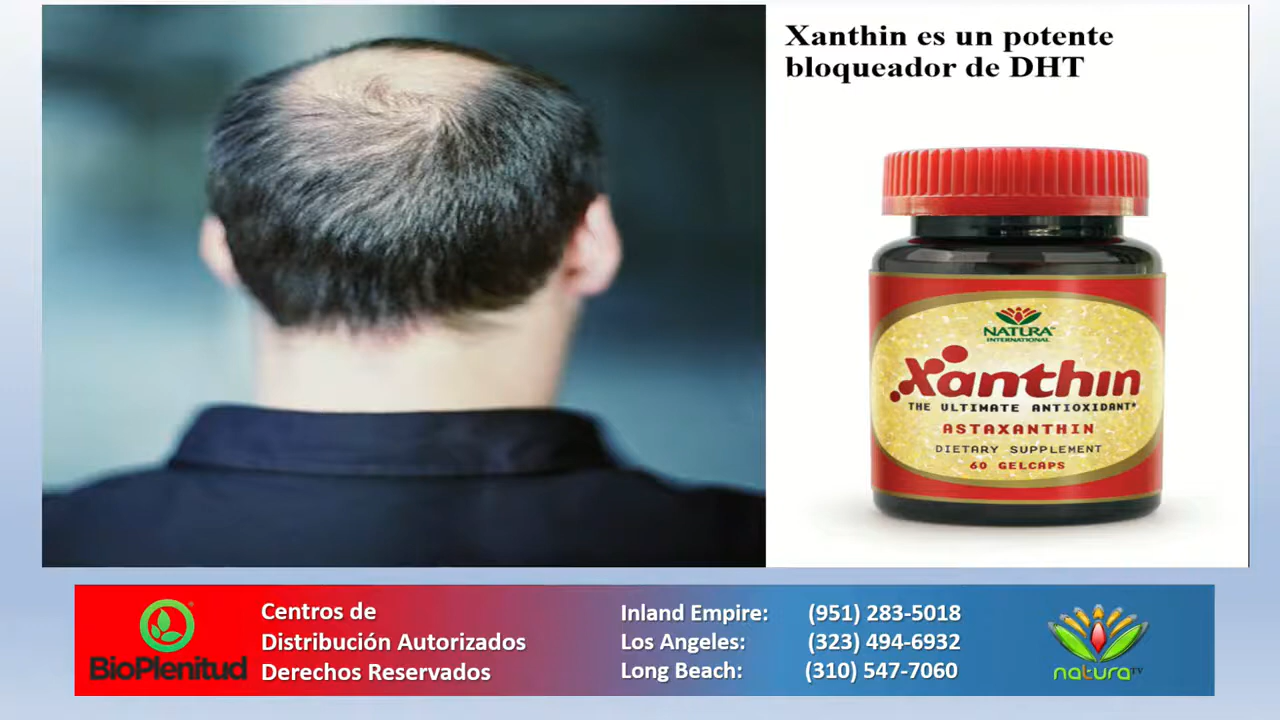 Xanthin es un potente
bloqueador de DHT
NATURA™
INTERNATIONAL
Xanthin
THE ULTIMATE ANTIOXIDANT*
ASTAXANTHIN
DIETARY SUPPLEMENT
60 GELCAPS
BioPlenitud®
Centros de
Distribución Autorizados
Derechos Reservados
Inland Empire: (951) 283-5018
Los Angeles: (323) 494-6932
Long Beach: (310) 547-7060
natura TV